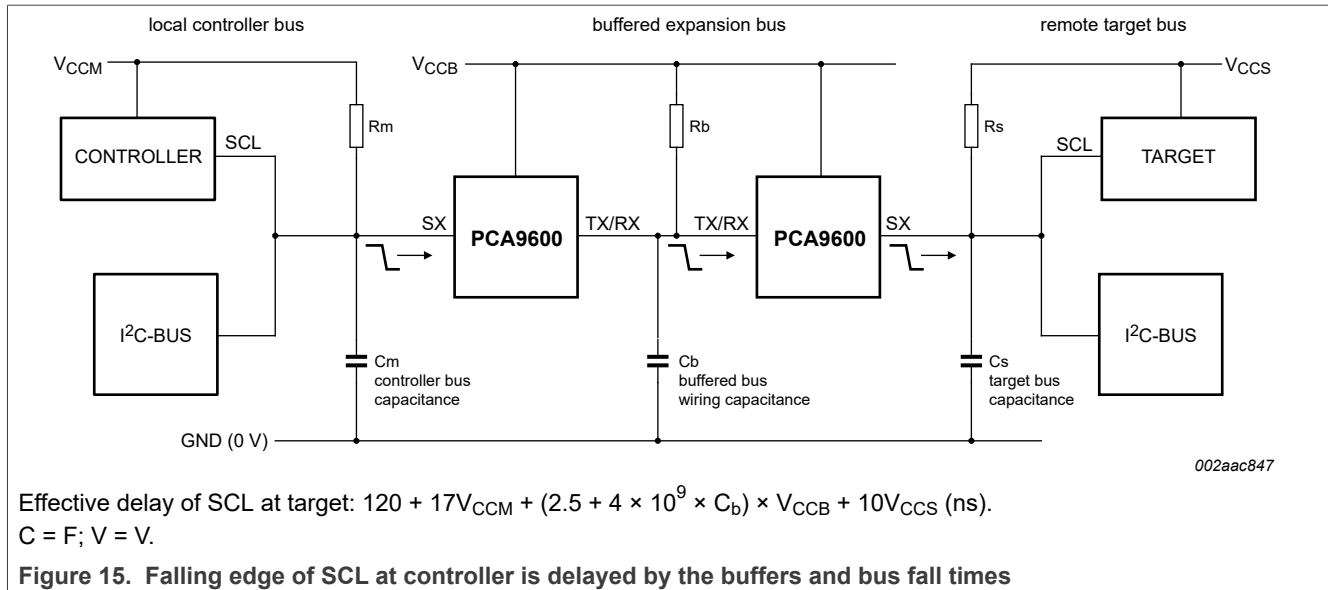 local controller bus
buffered expansion bus
remote target bus
VCCM
VCCB
VCCS
Rm
Rb
Rs
SCL
SCL
CONTROLLER
TARGET
SX
TX/RX
TX/RX
SX
PCA9600
PCA9600
I²C-BUS
I²C-BUS
Cm
controller bus
capacitance
Cb
buffered bus
wiring capacitance
Cs
target bus
capacitance
GND (0 V)
002aac847
Effective delay of SCL at target: 120 + 17VCCM + (2.5 + 4 × 10⁹ × Cb) × VCCB + 10VCCS (ns).
C = F; V = V.
Figure 15. Falling edge of SCL at controller is delayed by the buffers and bus fall times